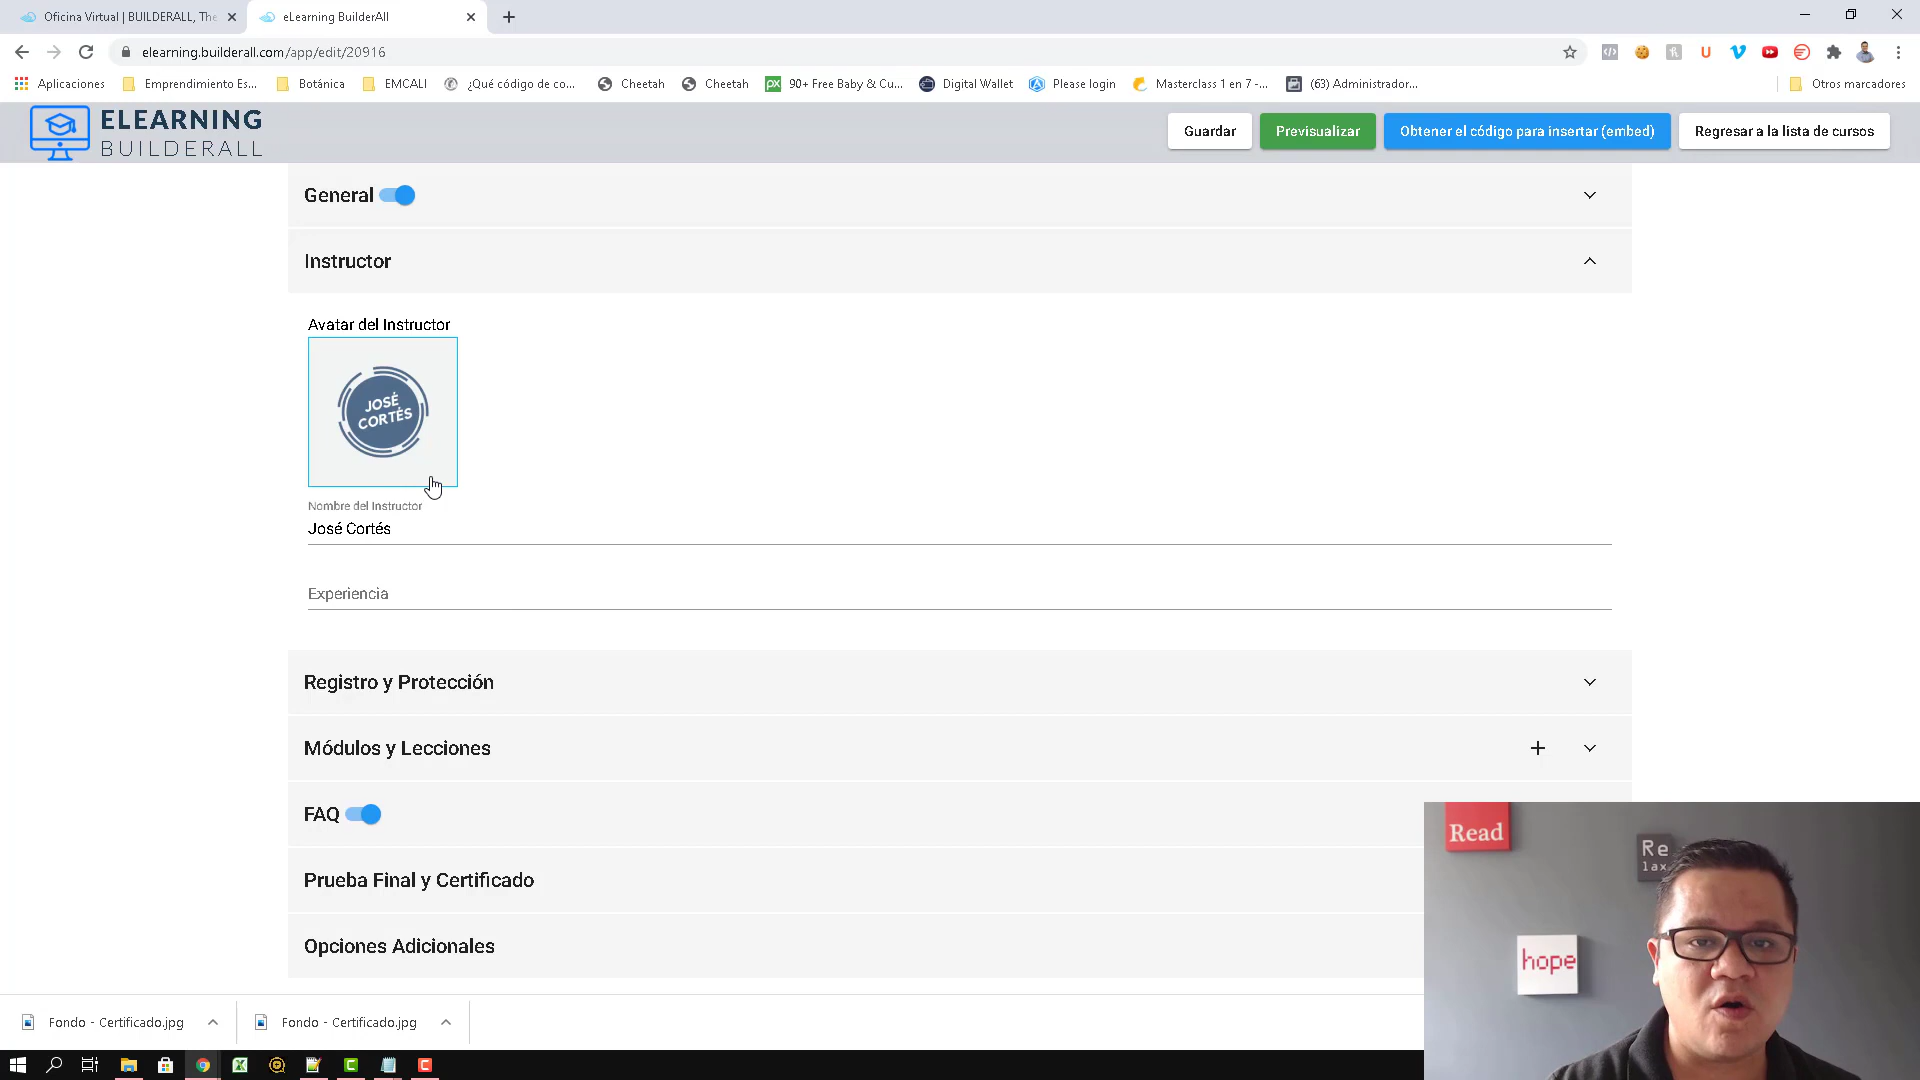 Oficina Virtual | BUILDERALL, The
eLearning BuilderAll
elearning.builderall.com/app/edit/20916
Aplicaciones
Emprendimiento Es...
Botánica
EMCALI
¿Qué código de co...
Cheetah
Cheetah
90+ Free Baby & Cu...
Digital Wallet
Please login
Masterclass 1 en 7 -...
(63) Administrador...
Otros marcadores
ELEARNING
BUILDERALL
Guardar
Previsualizar
Obtener el código para insertar (embed)
Regresar a la lista de cursos
General
Instructor
Avatar del Instructor
JOSÉ
CORTÉS
Nombre del Instructor
José Cortés
Experiencia
Registro y Protección
Módulos y Lecciones
FAQ
Prueba Final y Certificado
Opciones Adicionales
Read
Re
lax
hope
Fondo - Certificado.jpg
Fondo - Certificado.jpg